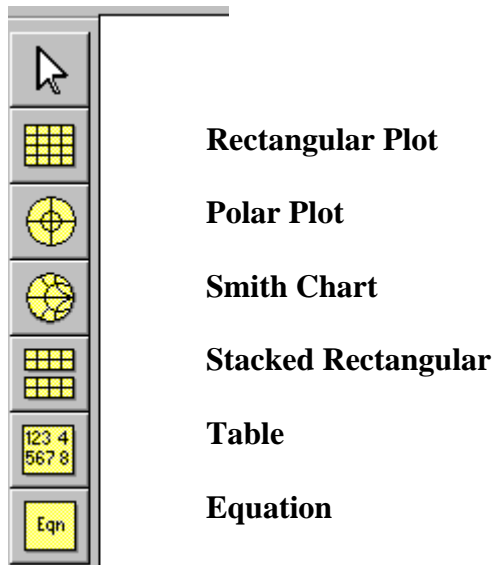 Rectangular Plot
Polar Plot
Smith Chart
Stacked Rectangular
123 4
567 8
Table
Eqn
Equation